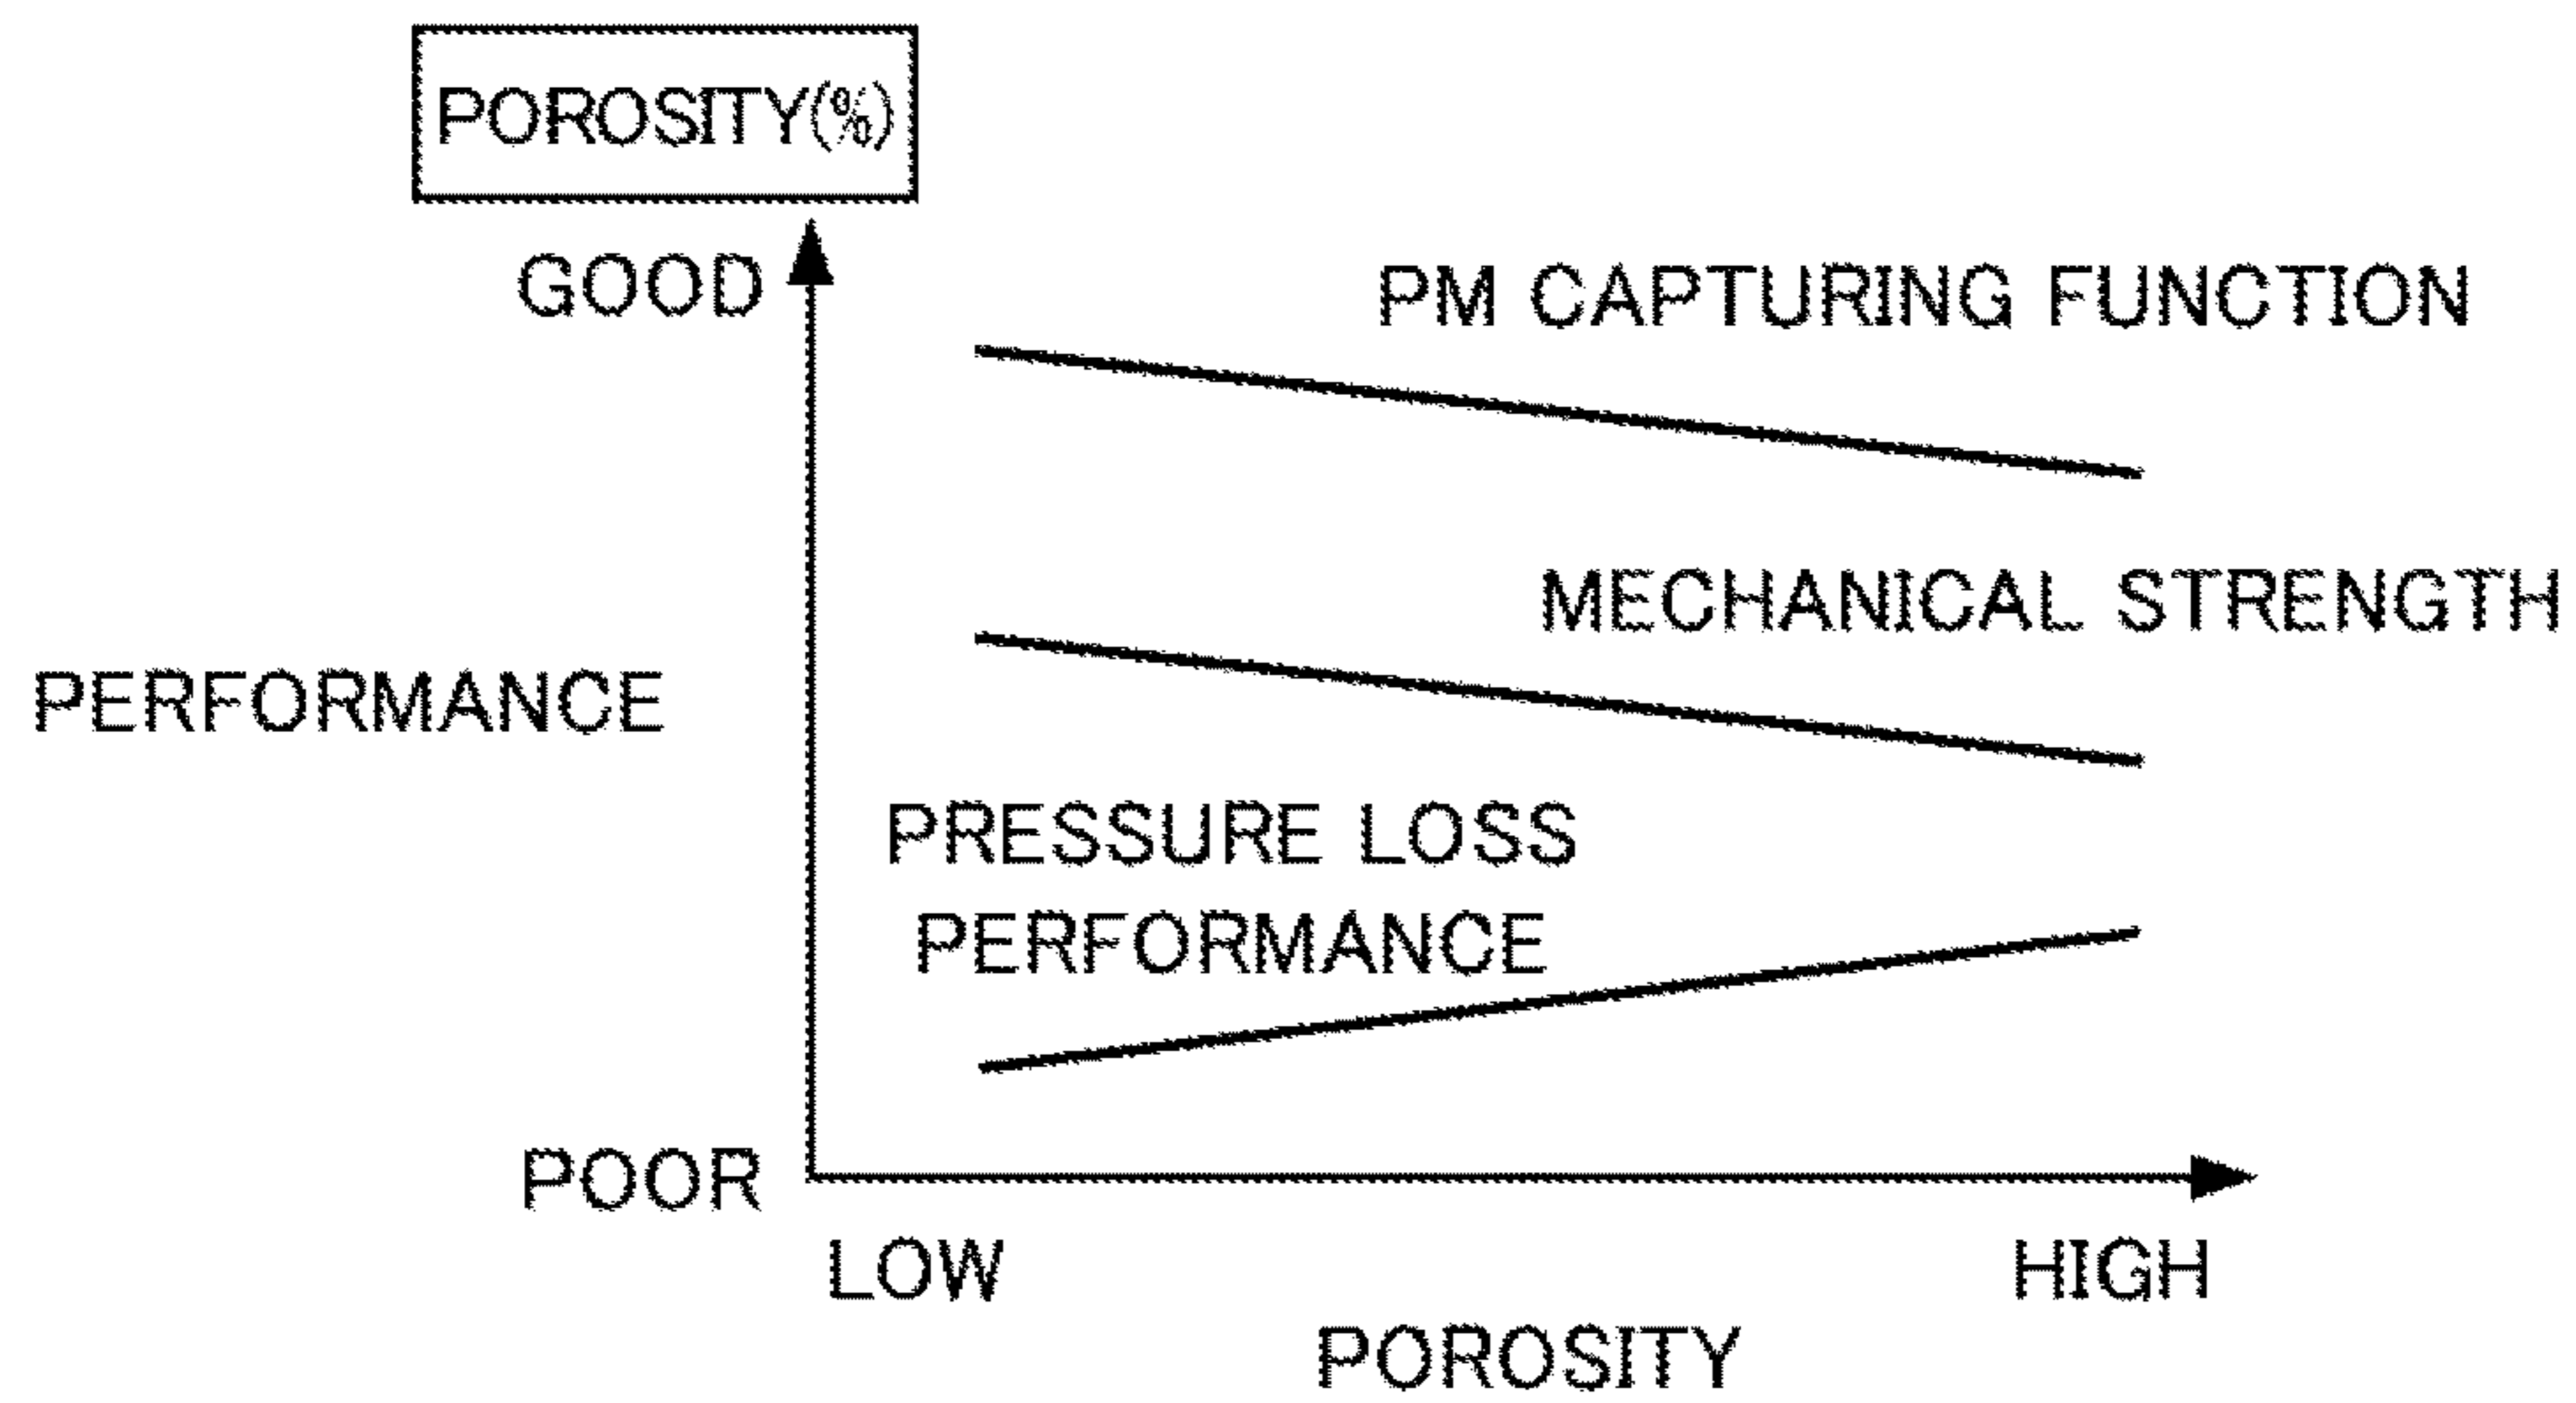 POROSITY(%)
GOOD
PM CAPTURING FUNCTION
MECHANICAL STRENGTH
PERFORMANCE
PRESSURE LOSS
PERFORMANCE
POOR
LOW
HIGH
POROSITY